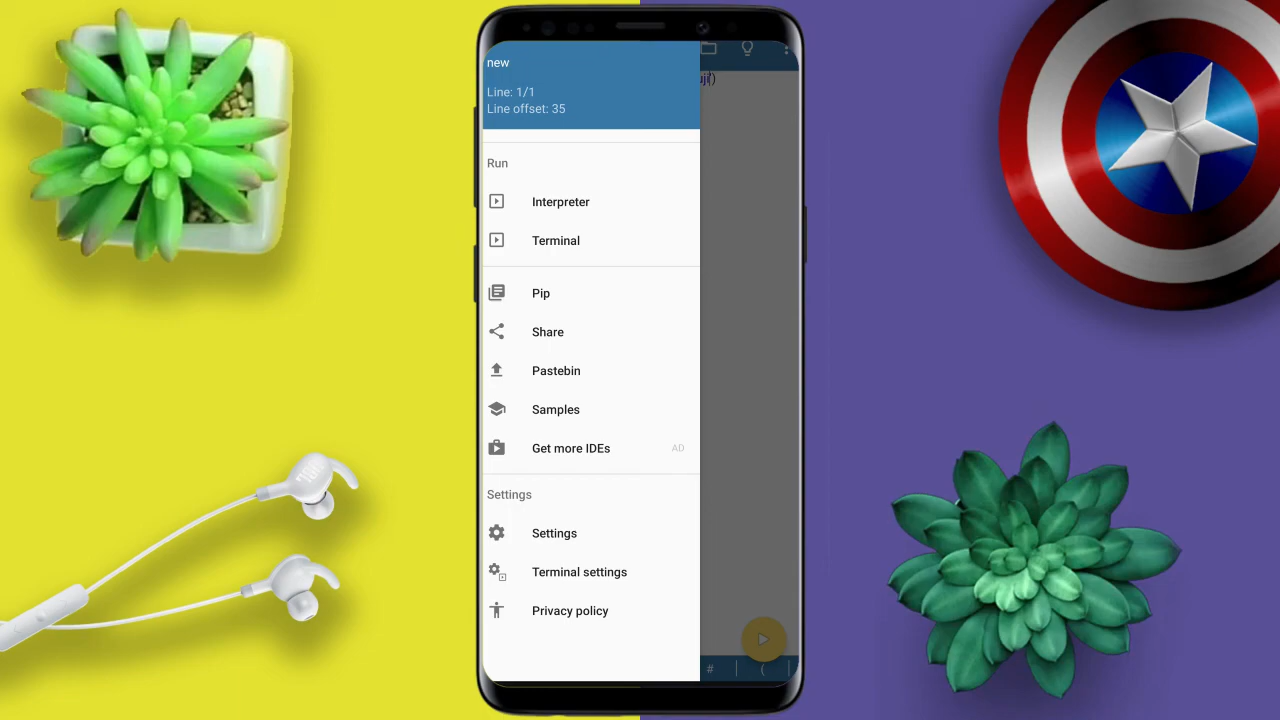 new
Line: 1/1
Line offset: 35
uji')
Run
Interpreter
Terminal
Pip
Share
Pastebin
Samples
Get more IDEs AD
Settings
Settings
Terminal settings
Privacy policy
# (